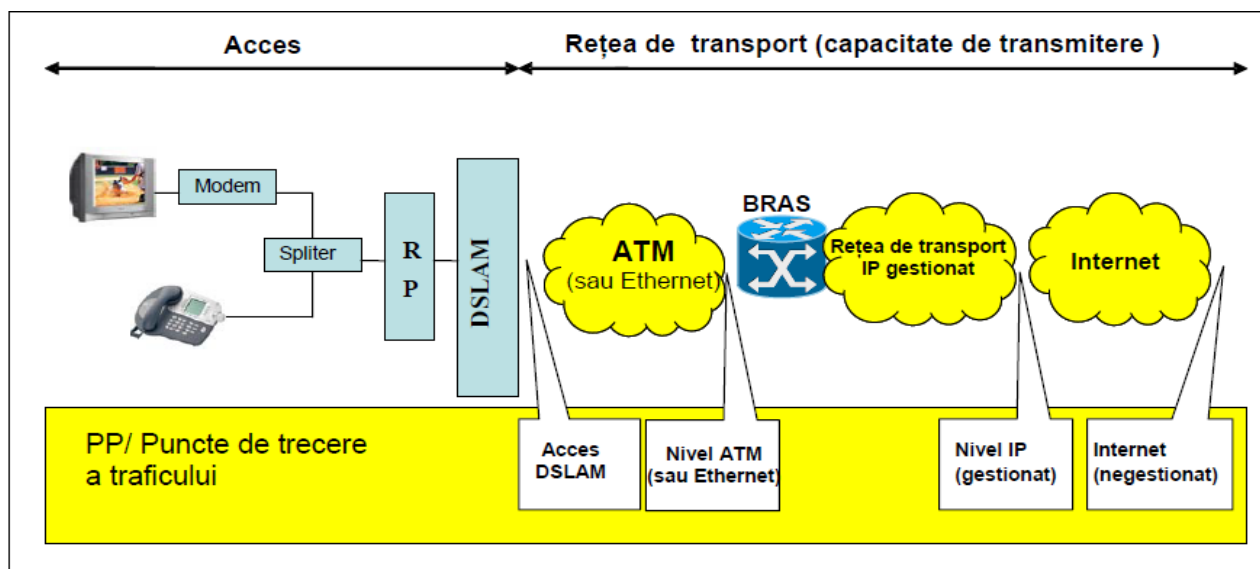 Acces
Rețea de transport (capacitate de transmitere )
Modem
Spliter
R
P
DSLAM
ATM
(sau Ethernet)
BRAS
Rețea de transport
IP gestionat
Internet
PP/ Puncte de trecere
a traficului
Acces
DSLAM
Nivel ATM
(sau Ethernet)
Nivel IP
(gestionat)
Internet
(negestionat)